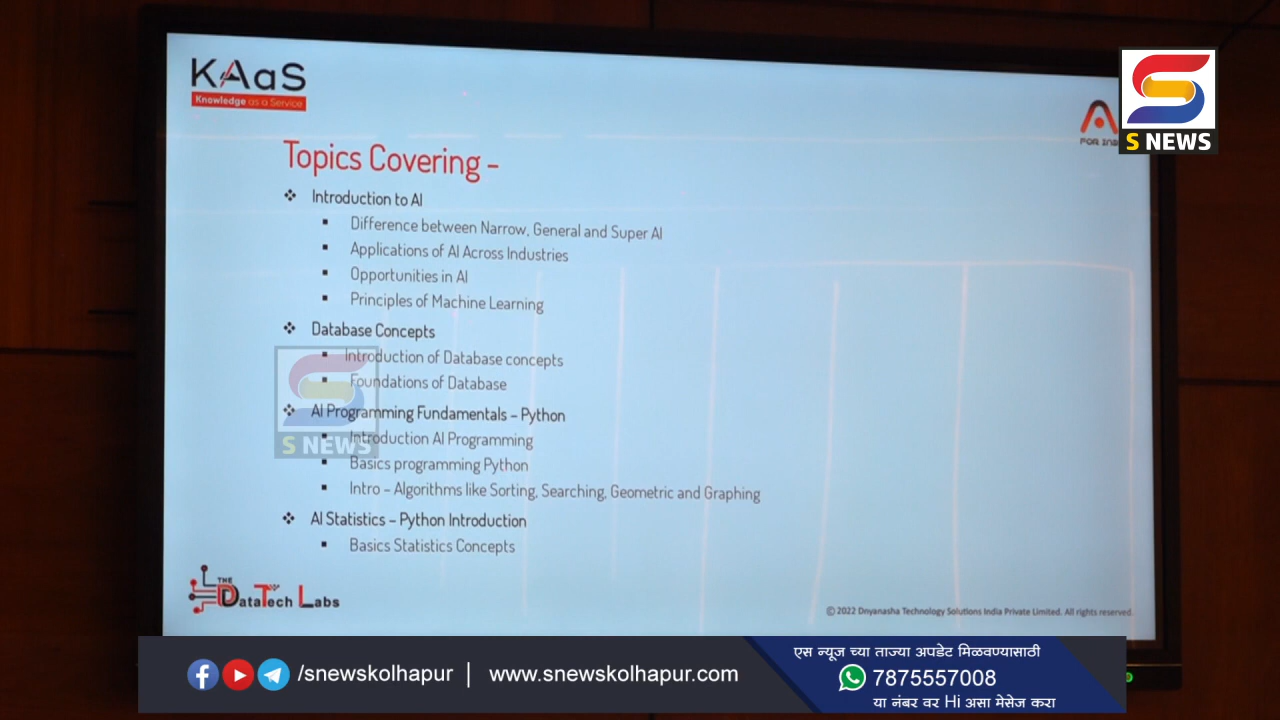 KAaS
Knowledge as a Service
S NEWS
FOR IND
Topics Covering -
Introduction to AI
Difference between Narrow, General and Super AI
Applications of AI Across Industries
Opportunities in AI
Principles of Machine Learning
Database Concepts
Introduction of Database concepts
Foundations of Database
AI Programming Fundamentals – Python
Introduction AI Programming
Basics programming Python
Intro – Algorithms like Sorting, Searching, Geometric and Graphing
AI Statistics – Python Introduction
Basics Statistics Concepts
S NEWS
THE
DataTech Labs
© 2022 Dnyanasha Technology Solutions India Private Limited. All rights reserved.
/snewskolhapur | www.snewskolhapur.com
एस न्यूज च्या ताज्या अपडेट मिळवण्यासाठी
7875557008
या नंबर वर Hi असा मेसेज करा